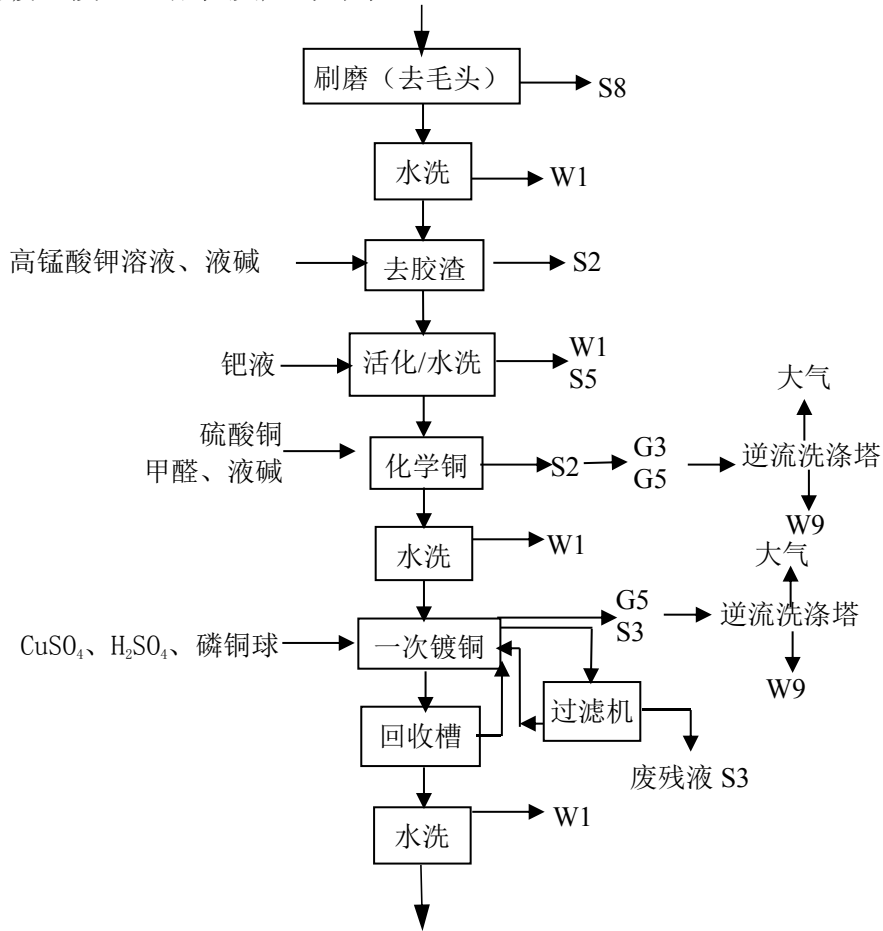 刷磨（去毛头）
S8
水洗
W1
高锰酸钾溶液、液碱
去胶渣
S2
钯液
活化/水洗
W1
S5
大气
硫酸铜
甲醛、液碱
化学铜
S2
G3
G5
逆流洗涤塔
W9
水洗
W1
大气
CuSO₄、H₂SO₄、磷铜球
一次镀铜
G5
S3
逆流洗涤塔
W9
回收槽
过滤机
废残液 S3
水洗
W1